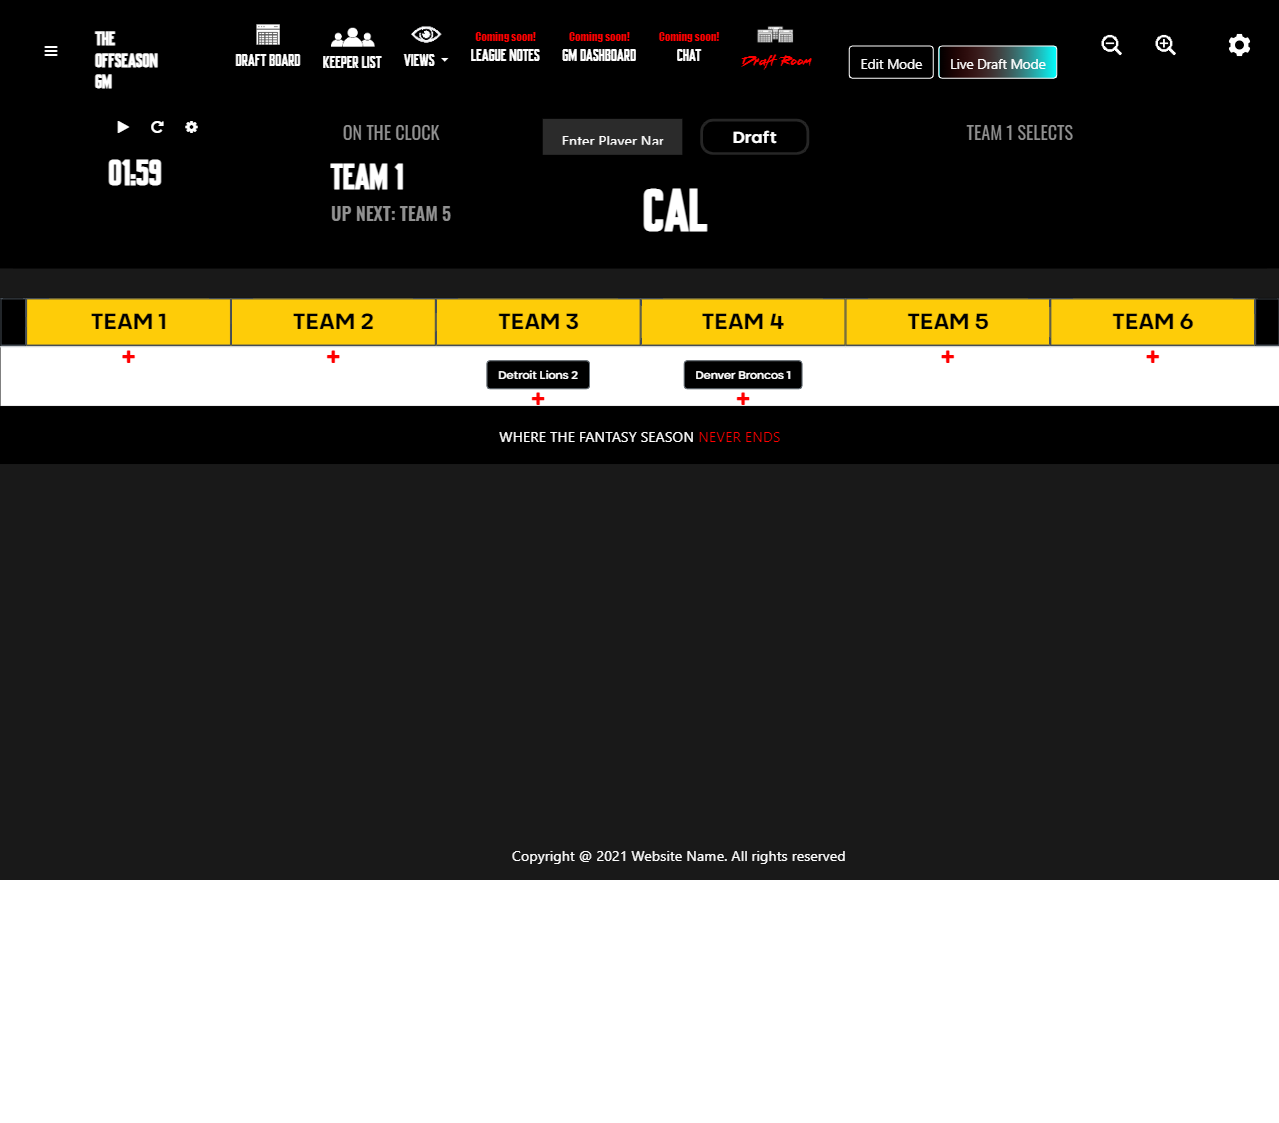 THE
OFFSEASON
GM
DRAFT BOARD
KEEPER LIST
VIEWS
Coming soon!
LEAGUE NOTES
Coming soon!
GM DASHBOARD
Coming soon!
CHAT
Draft Room
Edit Mode
Live Draft Mode
01:59
ON THE CLOCK
TEAM 1
UP NEXT: TEAM 5
Enter Player Nar
Draft
CAL
TEAM 1 SELECTS
TEAM 1
TEAM 2
TEAM 3
TEAM 4
TEAM 5
TEAM 6
Detroit Lions 2
Denver Broncos 1
WHERE THE FANTASY SEASON NEVER ENDS
Copyright @ 2021 Website Name. All rights reserved